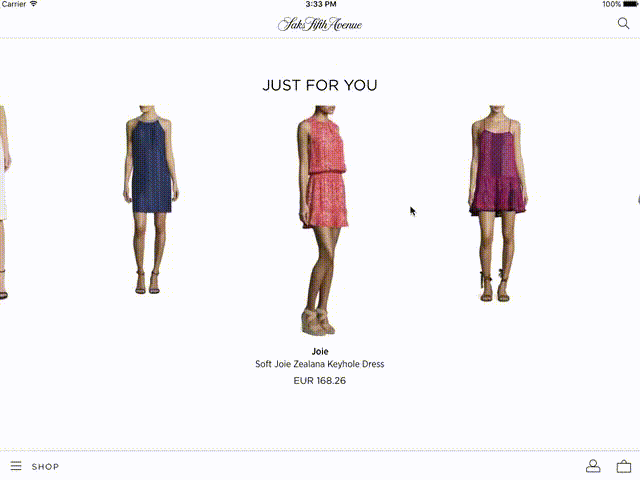 Carrier 3:33 PM 100%
Saks Fifth Avenue
JUST FOR YOU
Joie
Soft Joie Zealana Keyhole Dress
EUR 168.26
SHOP